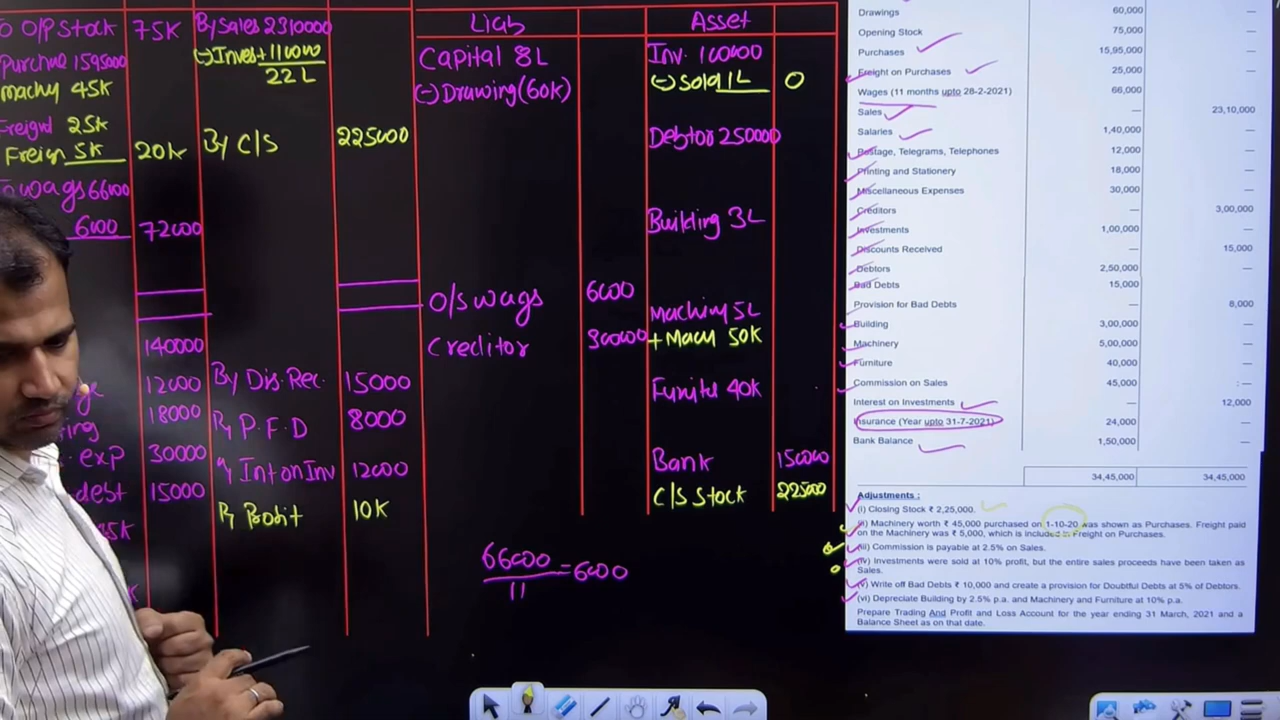 O/P Stock 75K
Purchase 1595000
Machy 45K
Freight 25K
Freigh 5K 20K
wags 66000
6000 72000
140000
12000
18000
exp 30000
debt 15000
By Sales 2310000
(-) Inves + 110000
22 L
By C/S 225000
By Dis. Rec. 15000
By P.F.D 8000
By Int on Inv 12000
By Profit 10K
Liab Asset
Capital 8L
(-) Drawing (60K)
O/S wags 6000
Creditor 300000
Inv. 100000
(-) Sold 1L 0
Debtor 250000
Building 3L
Machiny 5L
+ Mach 50K
Funite 40K
Bank 150000
C/S Stock 225000
66000
11
=6000
Drawings 60,000 —
Opening Stock 75,000 —
Purchases 15,95,000 —
Freight on Purchases 25,000 —
Wages (11 months upto 28-2-2021) 66,000 —
Sales — 23,10,000
Salaries 1,40,000 —
Postage, Telegrams, Telephones 12,000 —
Printing and Stationery 18,000 —
Miscellaneous Expenses 30,000 —
Creditors — 3,00,000
Investments 1,00,000 —
Discounts Received — 15,000
Debtors 2,50,000 —
Bad Debts 15,000 —
Provision for Bad Debts — 8,000
Building 3,00,000 —
Machinery 5,00,000 —
Furniture 40,000 —
Commission on Sales 45,000 —
Interest on Investments — 12,000
Insurance (Year upto 31-7-2021) 24,000 —
Bank Balance 1,50,000 —
34,45,000 34,45,000
Adjustments :
(i) Closing Stock ₹ 2,25,000.
(ii) Machinery worth ₹ 45,000 purchased on 1-10-20 was shown as Purchases. Freight paid
on the Machinery was ₹ 5,000, which is included in Freight on Purchases.
(iii) Commission is payable at 2.5% on Sales.
(iv) Investments were sold at 10% profit, but the entire sales proceeds have been taken as
Sales.
(v) Write off Bad Debts ₹ 10,000 and create a provision for Doubtful Debts at 5% of Debtors.
(vi) Depreciate Building by 2.5% p.a. and Machinery and Furniture at 10% p.a.
Prepare Trading And Profit and Loss Account for the year ending 31 March, 2021 and a
Balance Sheet as on that date.